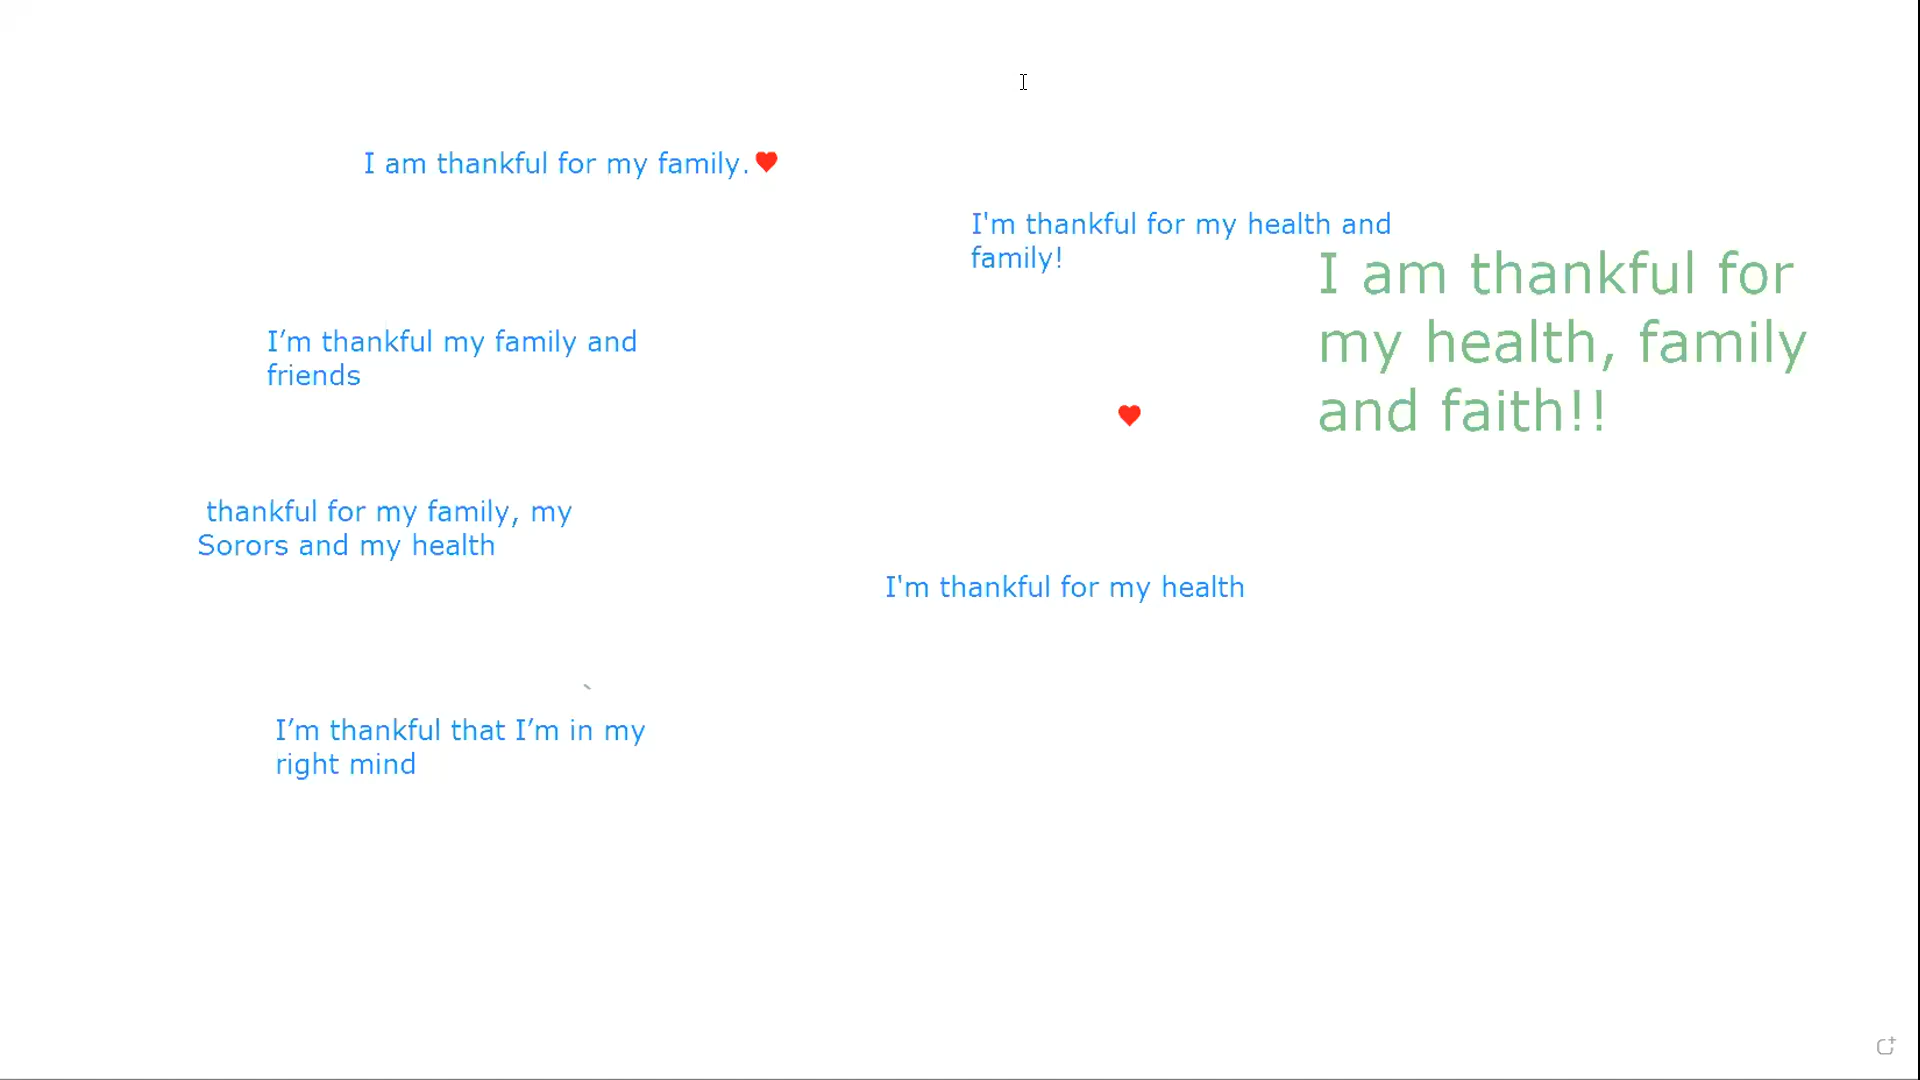 I am thankful for my family.❤
I'm thankful for my health and
family!
I am thankful for
my health, family
and faith!!
I’m thankful my family and
friends
thankful for my family, my
Sorors and my health
I'm thankful for my health
I’m thankful that I’m in my
right mind